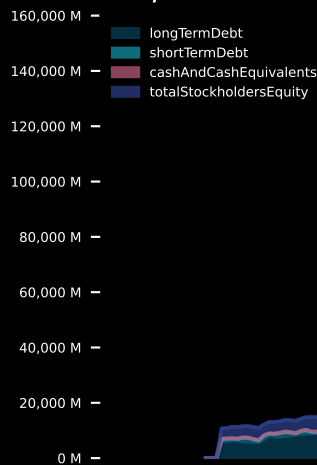 160,000 M
longTermDebt
shortTermDebt
140,000 M
cashAndCashEquivalents
totalStockholdersEquity
120,000 M
100,000 M
80,000 M
60,000 M
40,000 M
20,000 M
0 M